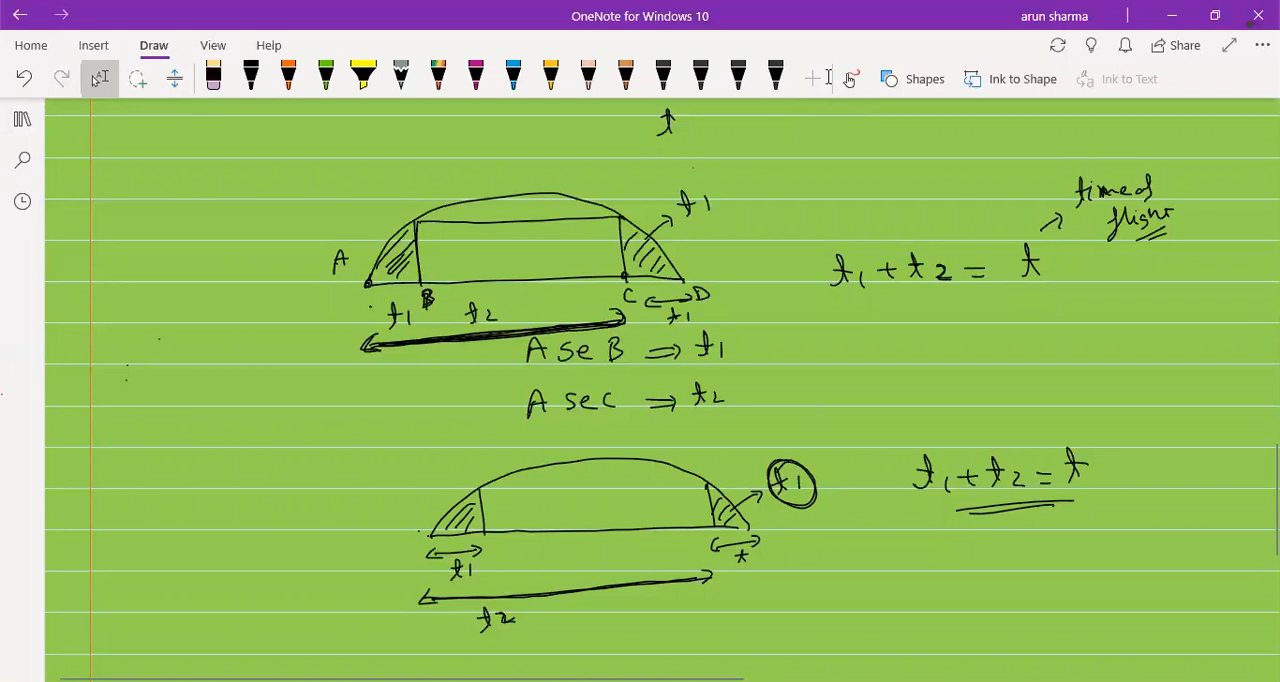 OneNote for Windows 10
arun sharma
Home Insert Draw View Help
Share
Shapes
Ink to Shape
Ink to Text
t
t1
time of
flight
A
t1 + t2 = t
B
C
D
t1
t2
t1
A se B ⇒ t1
A se C ⇒ t2
t1
t1 + t2 = t
t1
t
t2